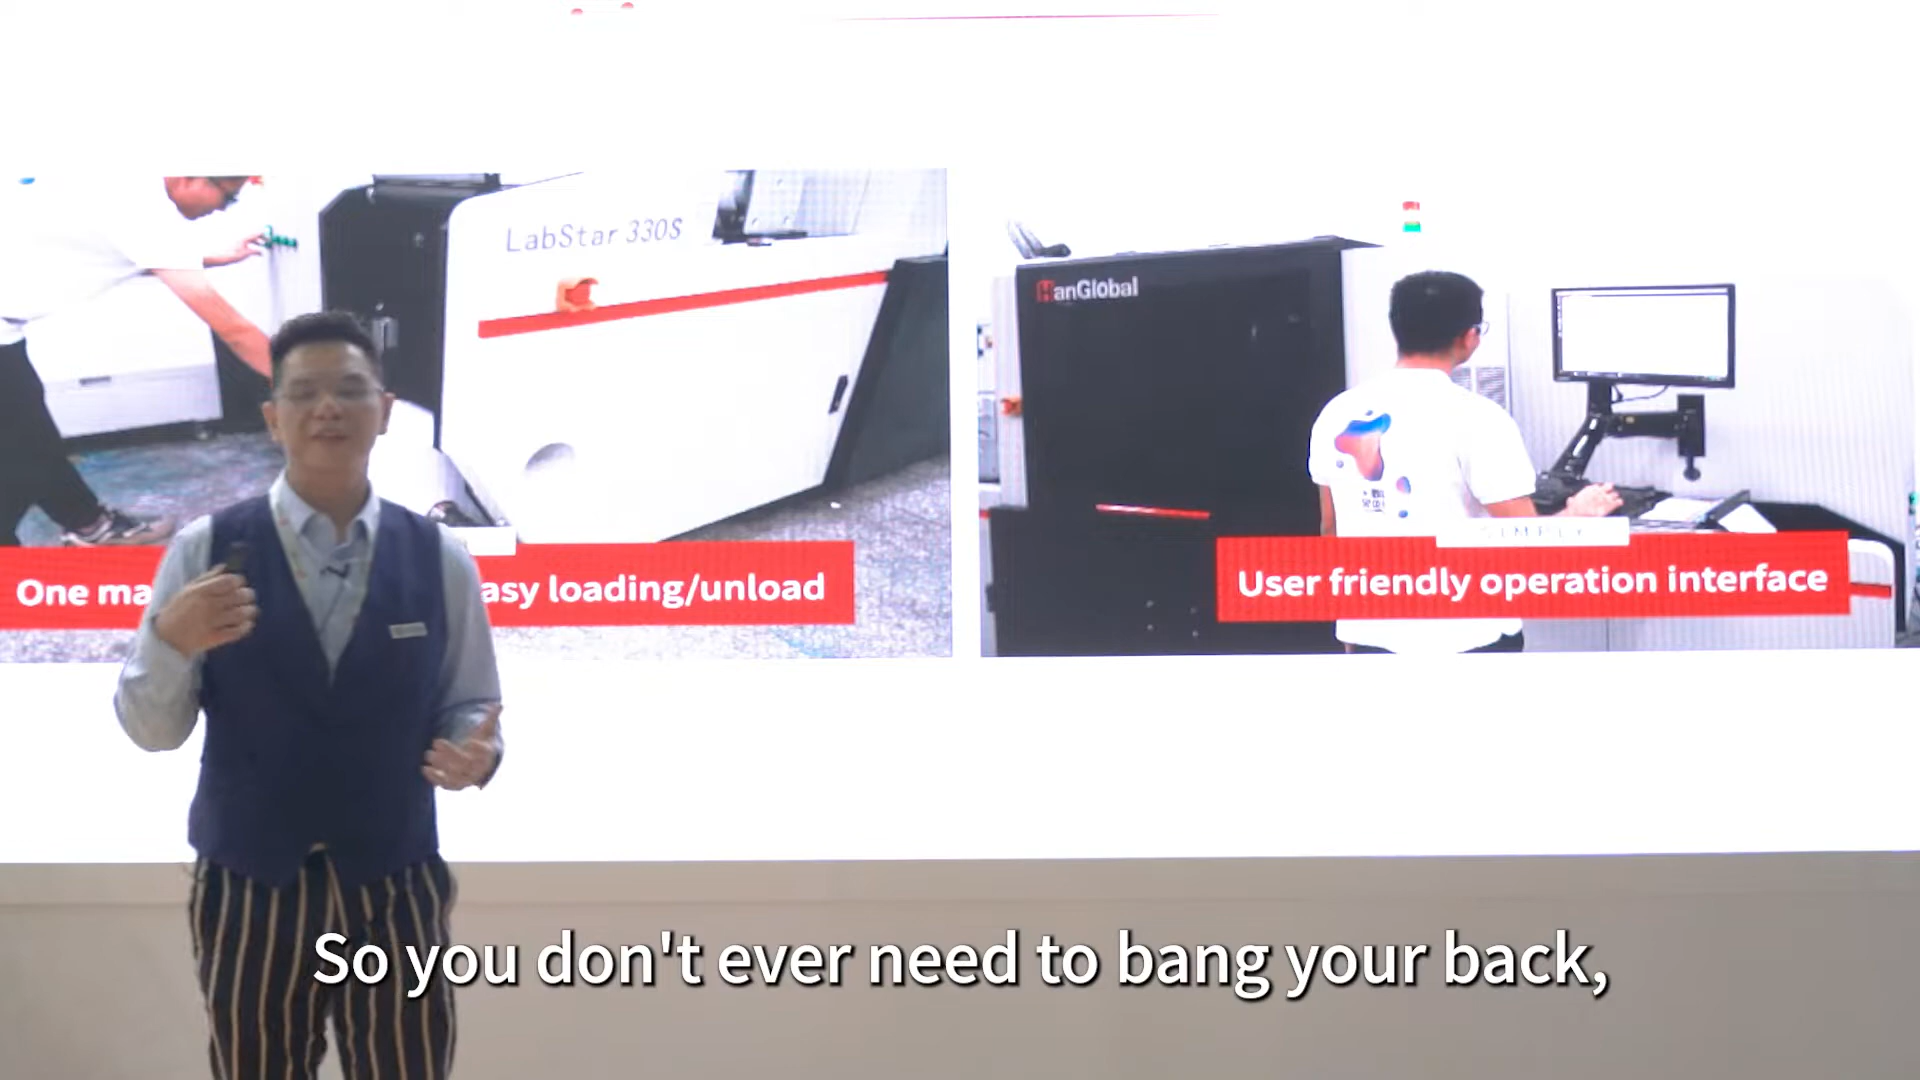 LabStar 330S
HanGlobal
SIMPLY
One ma
asy loading/unload
User friendly operation interface
So you don't ever need to bang your back,